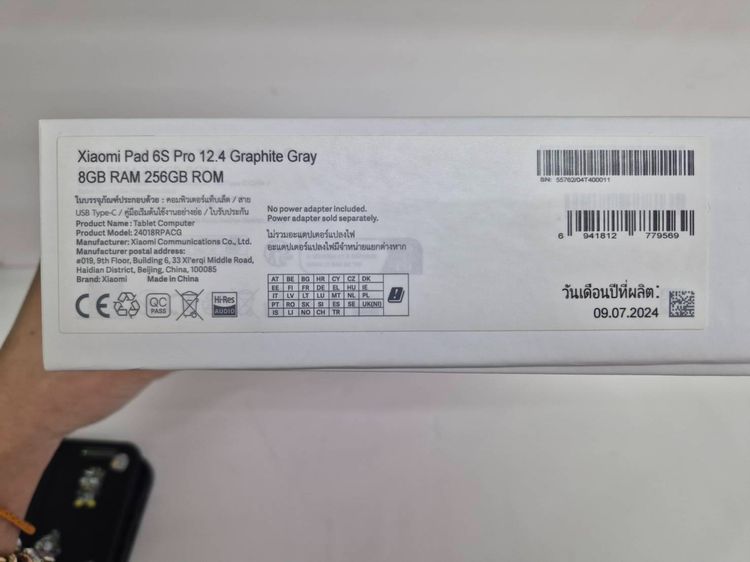 Xiaomi Pad 6S Pro 12.4 Graphite Gray
8GB RAM 256GB ROM
ในบรรจุภัณฑ์ประกอบด้วย : คอมพิวเตอร์แท็บเล็ต / สาย
USB Type-C / คู่มือเริ่มต้นใช้งานอย่างย่อ / ใบรับประกัน
Product Name: Tablet Computer
Product Model: 24018RPACG
Manufacturer: Xiaomi Communications Co., Ltd.
Manufacturer postal address:
#019, 9th Floor, Building 6, 33 Xi'erqi Middle Road,
Haidian District, Beijing, China, 100085
Brand: Xiaomi Made in China
CE QC PASS Hi-Res AUDIO
No power adapter included.
Power adapter sold separately.
ไม่รวมอะแดปเตอร์แปลงไฟ
อะแดปเตอร์แปลงไฟมีจำหน่ายแยกต่างหาก
AT BE BG HR CY CZ DK
EE FI FR DE EL HU IE
IT LV LT LU MT NL PL
PT RO SK SI ES SE UK(NI)
IS LI NO CH TR
SN: 55762/04T400011
6 941812 779569
วันเดือนปีที่ผลิต:
09.07.2024